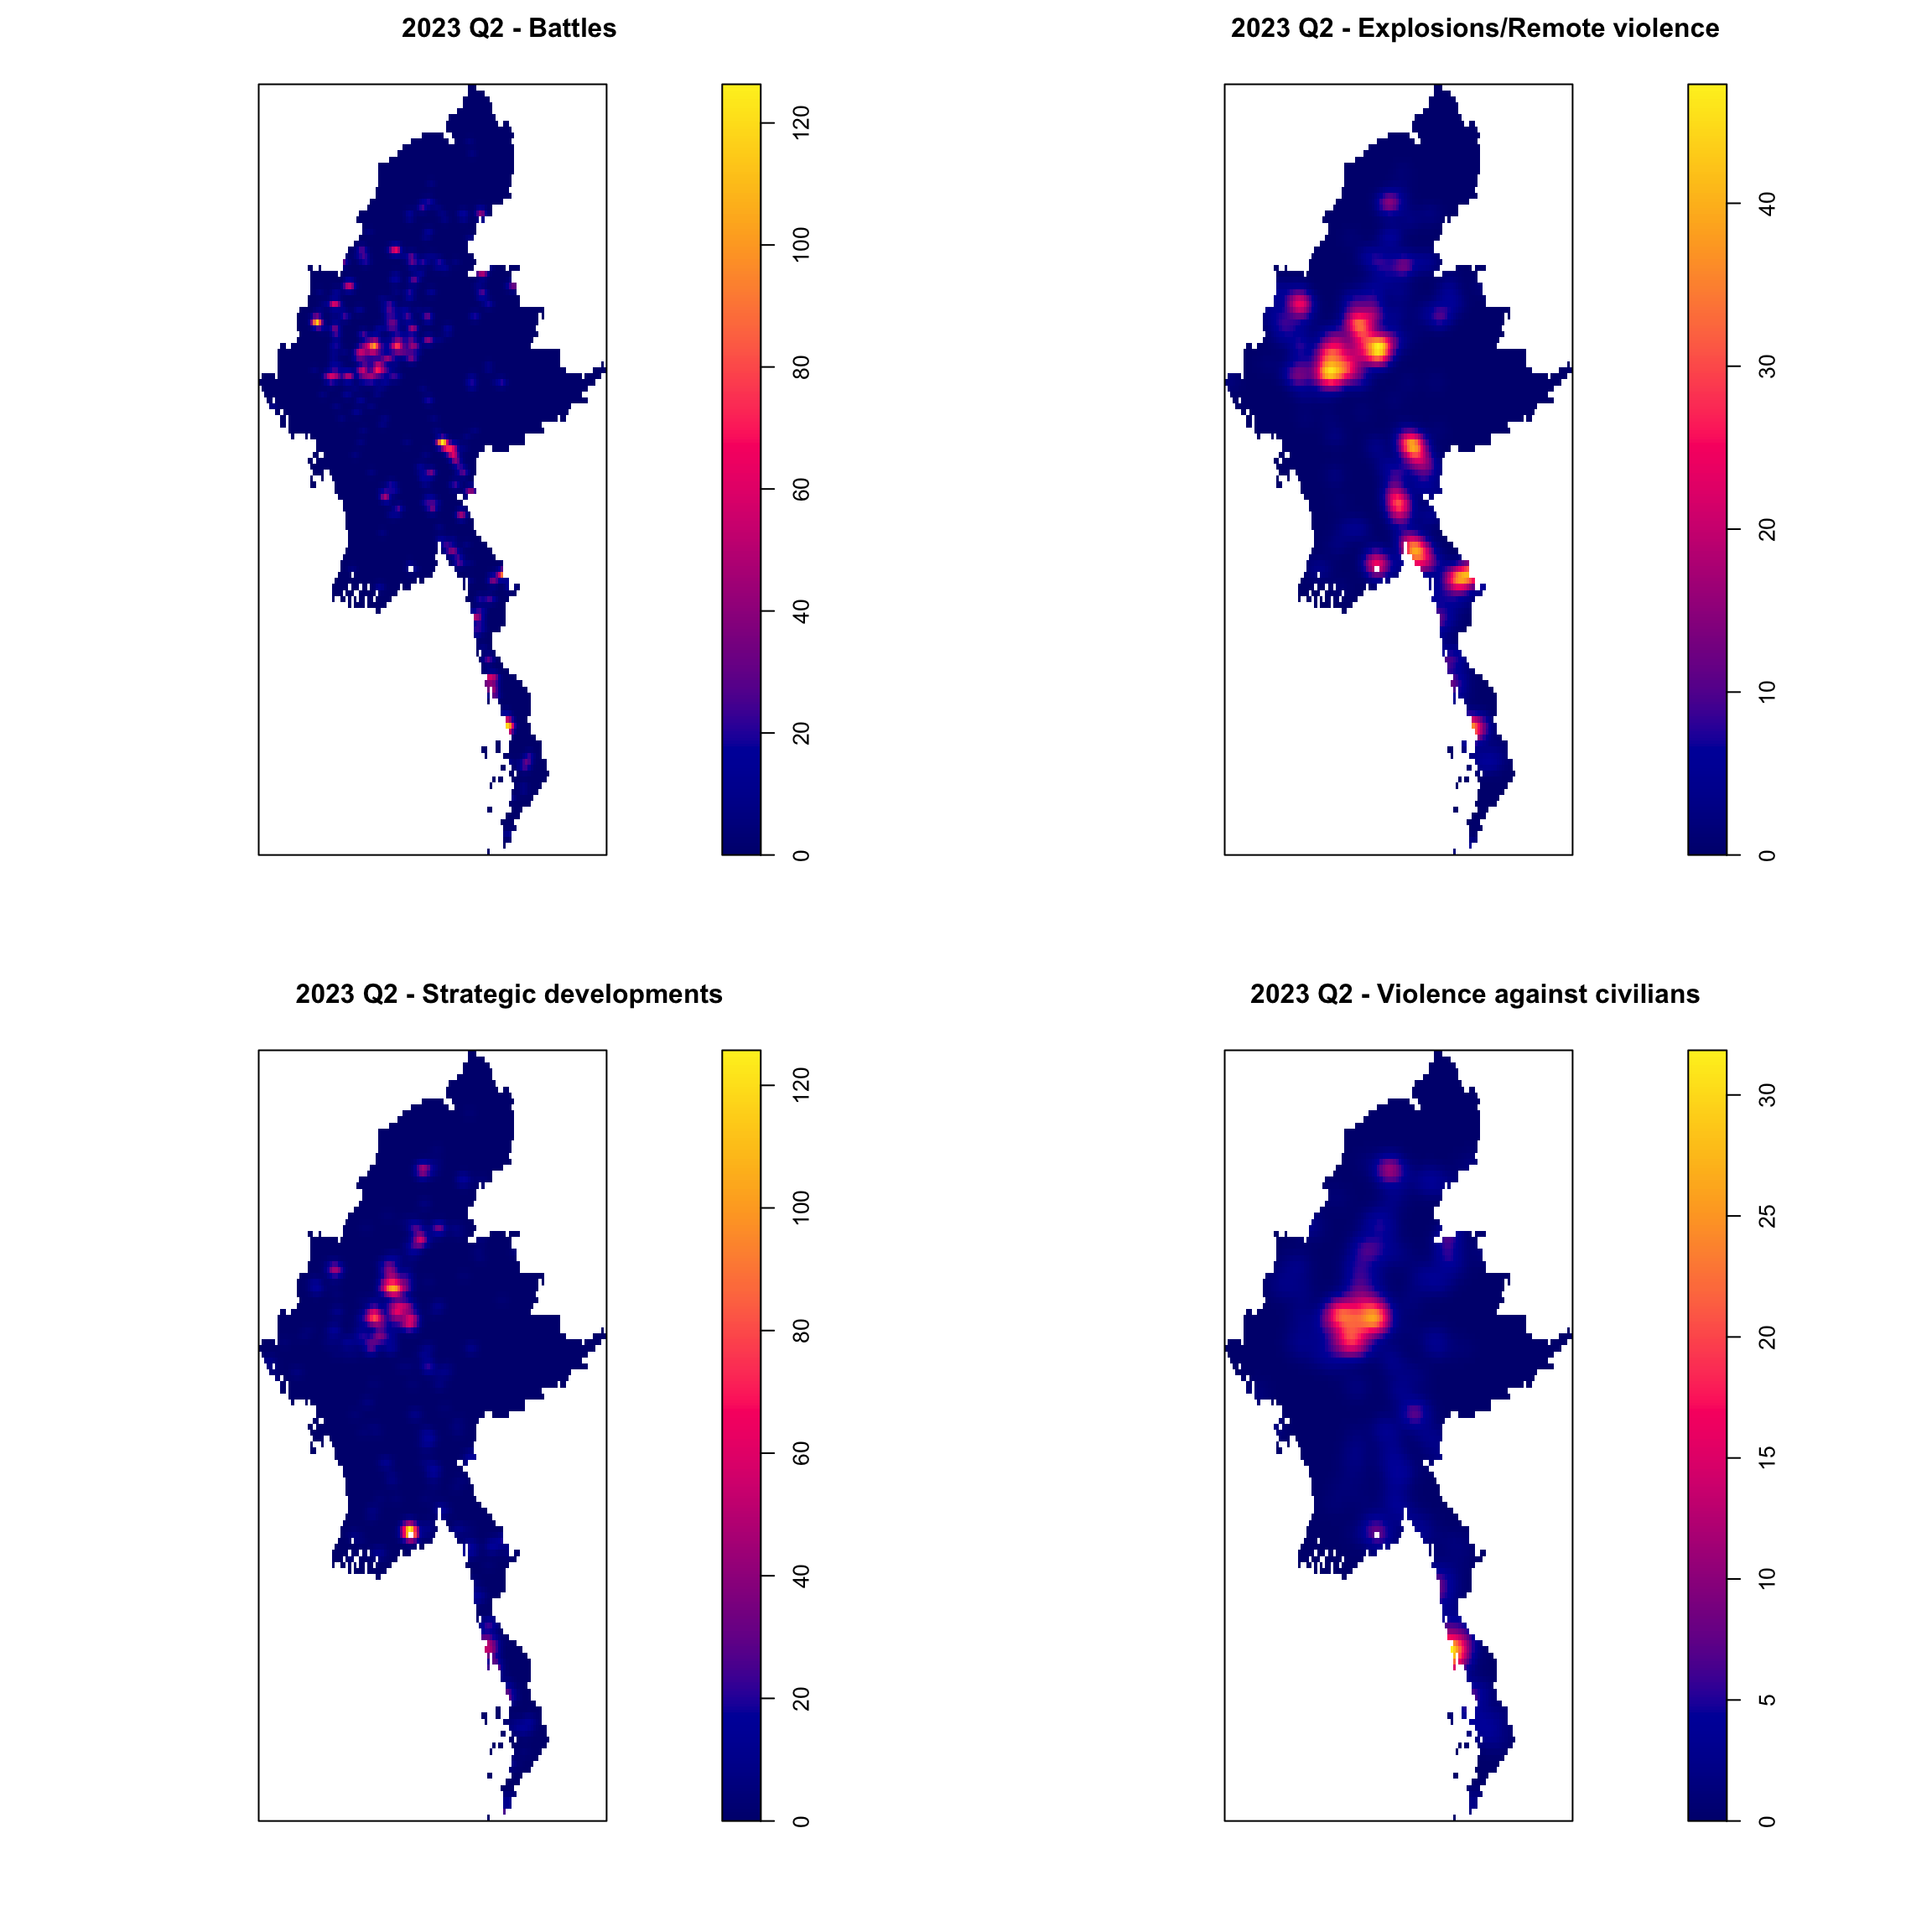 2023 Q2 - Battles
0 20 40 60 80 100 120
2023 Q2 - Explosions/Remote violence
0 10 20 30 40
2023 Q2 - Strategic developments
0 20 40 60 80 100 120
2023 Q2 - Violence against civilians
0 5 10 15 20 25 30